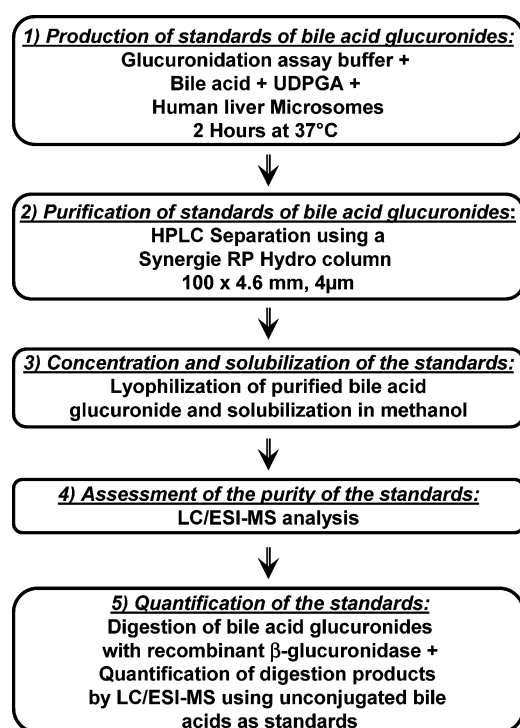 1) Production of standards of bile acid glucuronides:
Glucuronidation assay buffer +
Bile acid + UDPGA +
Human liver Microsomes
2 Hours at 37°C
2) Purification of standards of bile acid glucuronides:
HPLC Separation using a
Synergie RP Hydro column
100 x 4.6 mm, 4µm
3) Concentration and solubilization of the standards:
Lyophilization of purified bile acid
glucuronide and solubilization in methanol
4) Assessment of the purity of the standards:
LC/ESI-MS analysis
5) Quantification of the standards:
Digestion of bile acid glucuronides
with recombinant β-glucuronidase +
Quantification of digestion products
by LC/ESI-MS using unconjugated bile
acids as standards